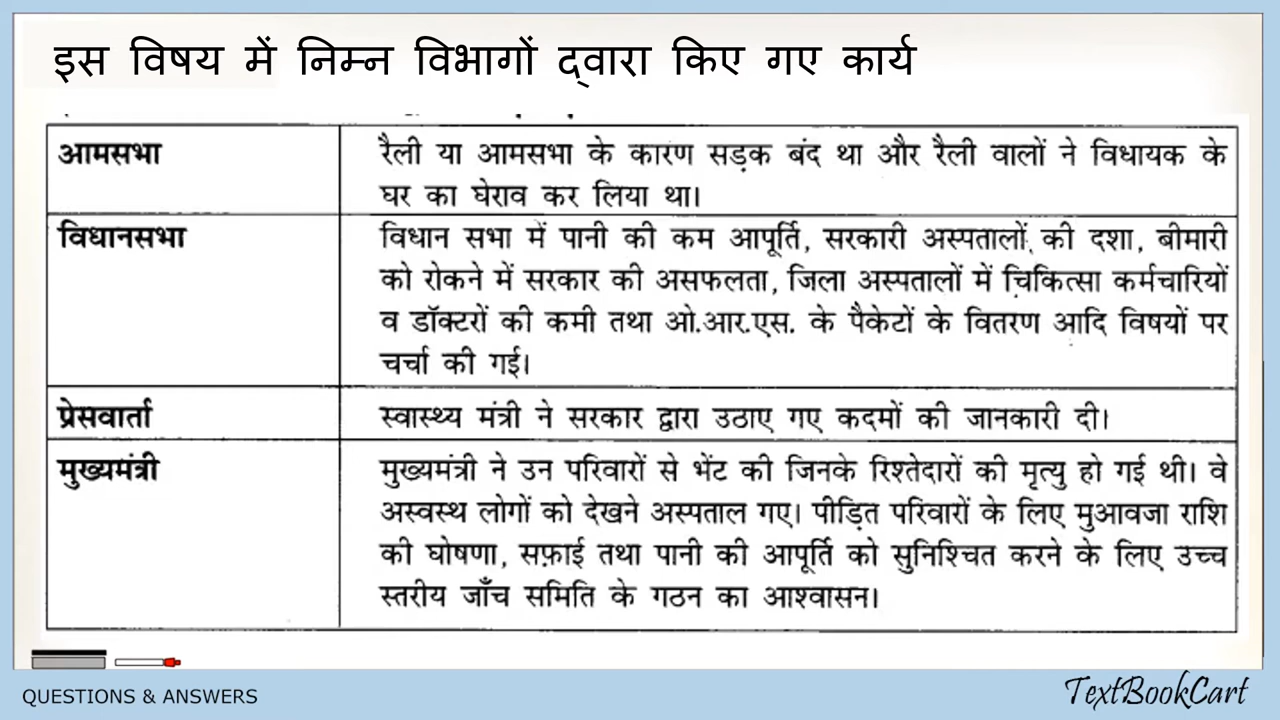 इस विषय में निम्न विभागों द्वारा किए गए कार्य
आमसभा
रैली या आमसभा के कारण सड़क बंद था और रैली वालों ने विधायक के
घर का घेराव कर लिया था।
विधानसभा
विधान सभा में पानी की कम आपूर्ति, सरकारी अस्पतालों की दशा, बीमारी
को रोकने में सरकार की असफलता, जिला अस्पतालों में चिकित्सा कर्मचारियों
व डॉक्टरों की कमी तथा ओ.आर.एस. के पैकेटों के वितरण आदि विषयों पर
चर्चा की गई।
प्रेसवार्ता
स्वास्थ्य मंत्री ने सरकार द्वारा उठाए गए कदमों की जानकारी दी।
मुख्यमंत्री
मुख्यमंत्री ने उन परिवारों से भेंट की जिनके रिश्तेदारों की मृत्यु हो गई थी। वे
अस्वस्थ लोगों को देखने अस्पताल गए। पीड़ित परिवारों के लिए मुआवजा राशि
की घोषणा, सफ़ाई तथा पानी की आपूर्ति को सुनिश्चित करने के लिए उच्च
स्तरीय जाँच समिति के गठन का आश्वासन।
QUESTIONS & ANSWERS
TextBookCart